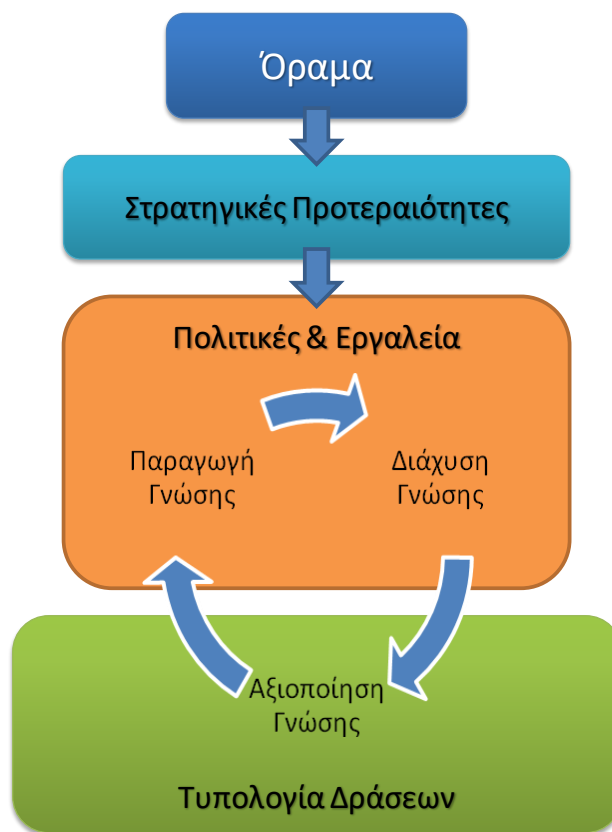 Όραμα
Στρατηγικές Προτεραιότητες
Πολιτικές & Εργαλεία
Παραγωγή
Γνώσης
Διάχυση
Γνώσης
Αξιοποίηση
Γνώσης
Τυπολογία Δράσεων